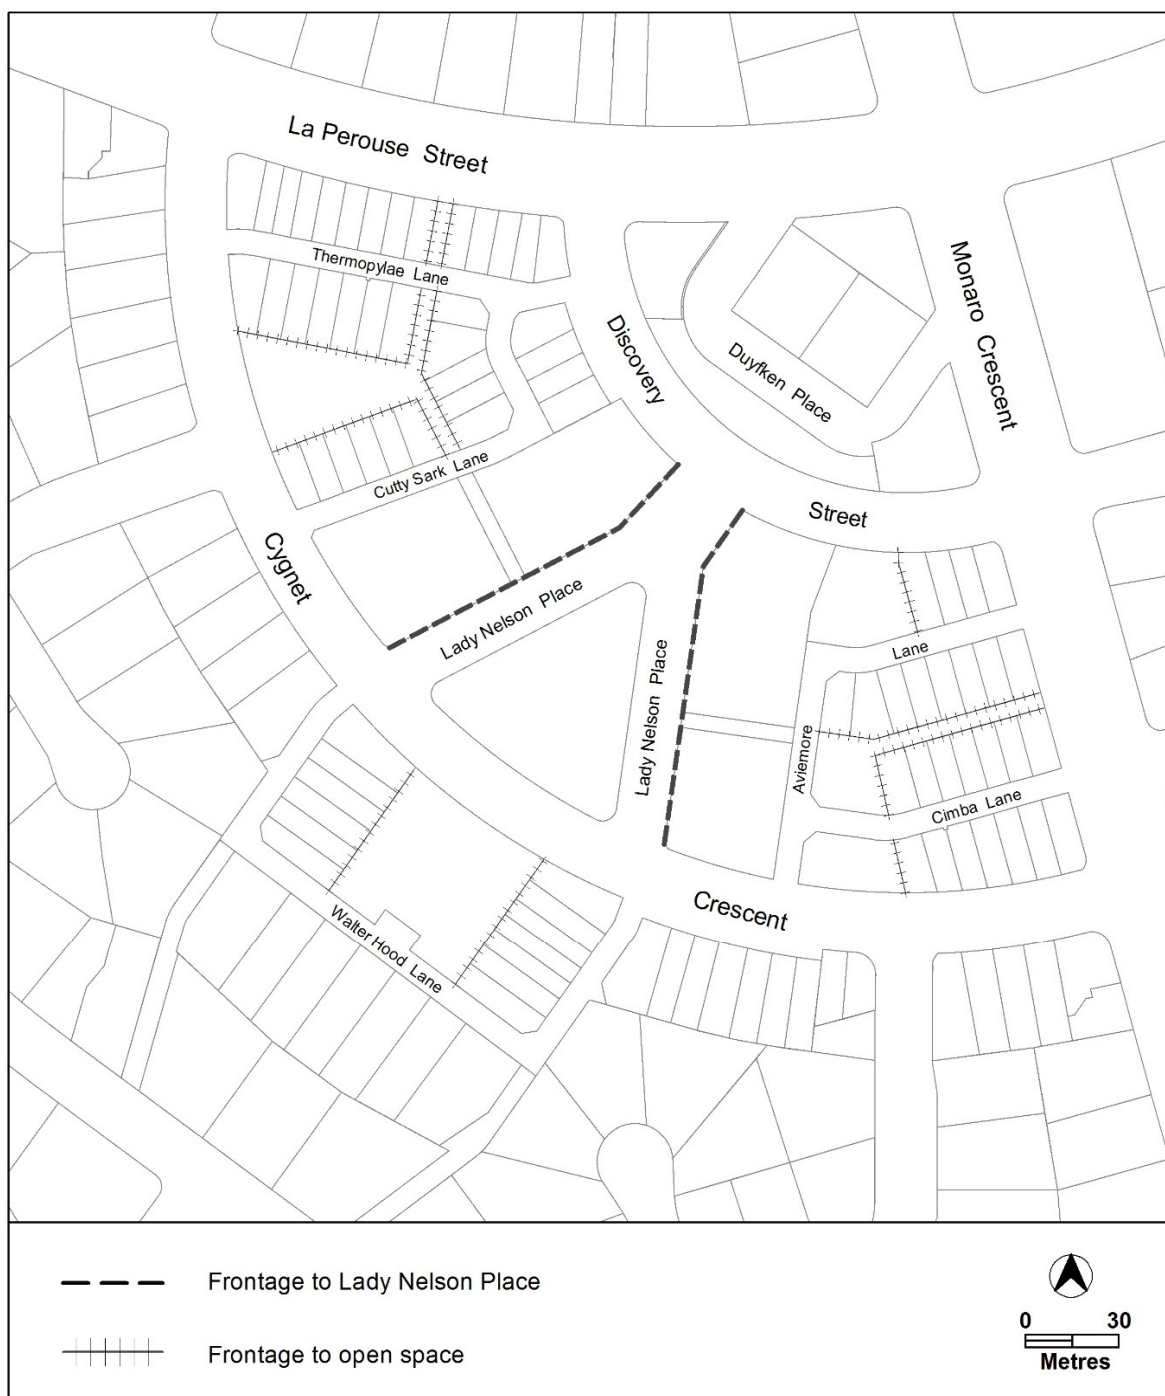 La Perouse Street
Thermopylae Lane
Discovery
Monaro Crescent
Duyfken Place
Cutty Sark Lane
Street
Cygnet
Lady Nelson Place
Lady Nelson Place
Lane
Aviemore
Cimba Lane
Crescent
Walter Hood Lane
Frontage to Lady Nelson Place
Frontage to open space
0 30
Metres